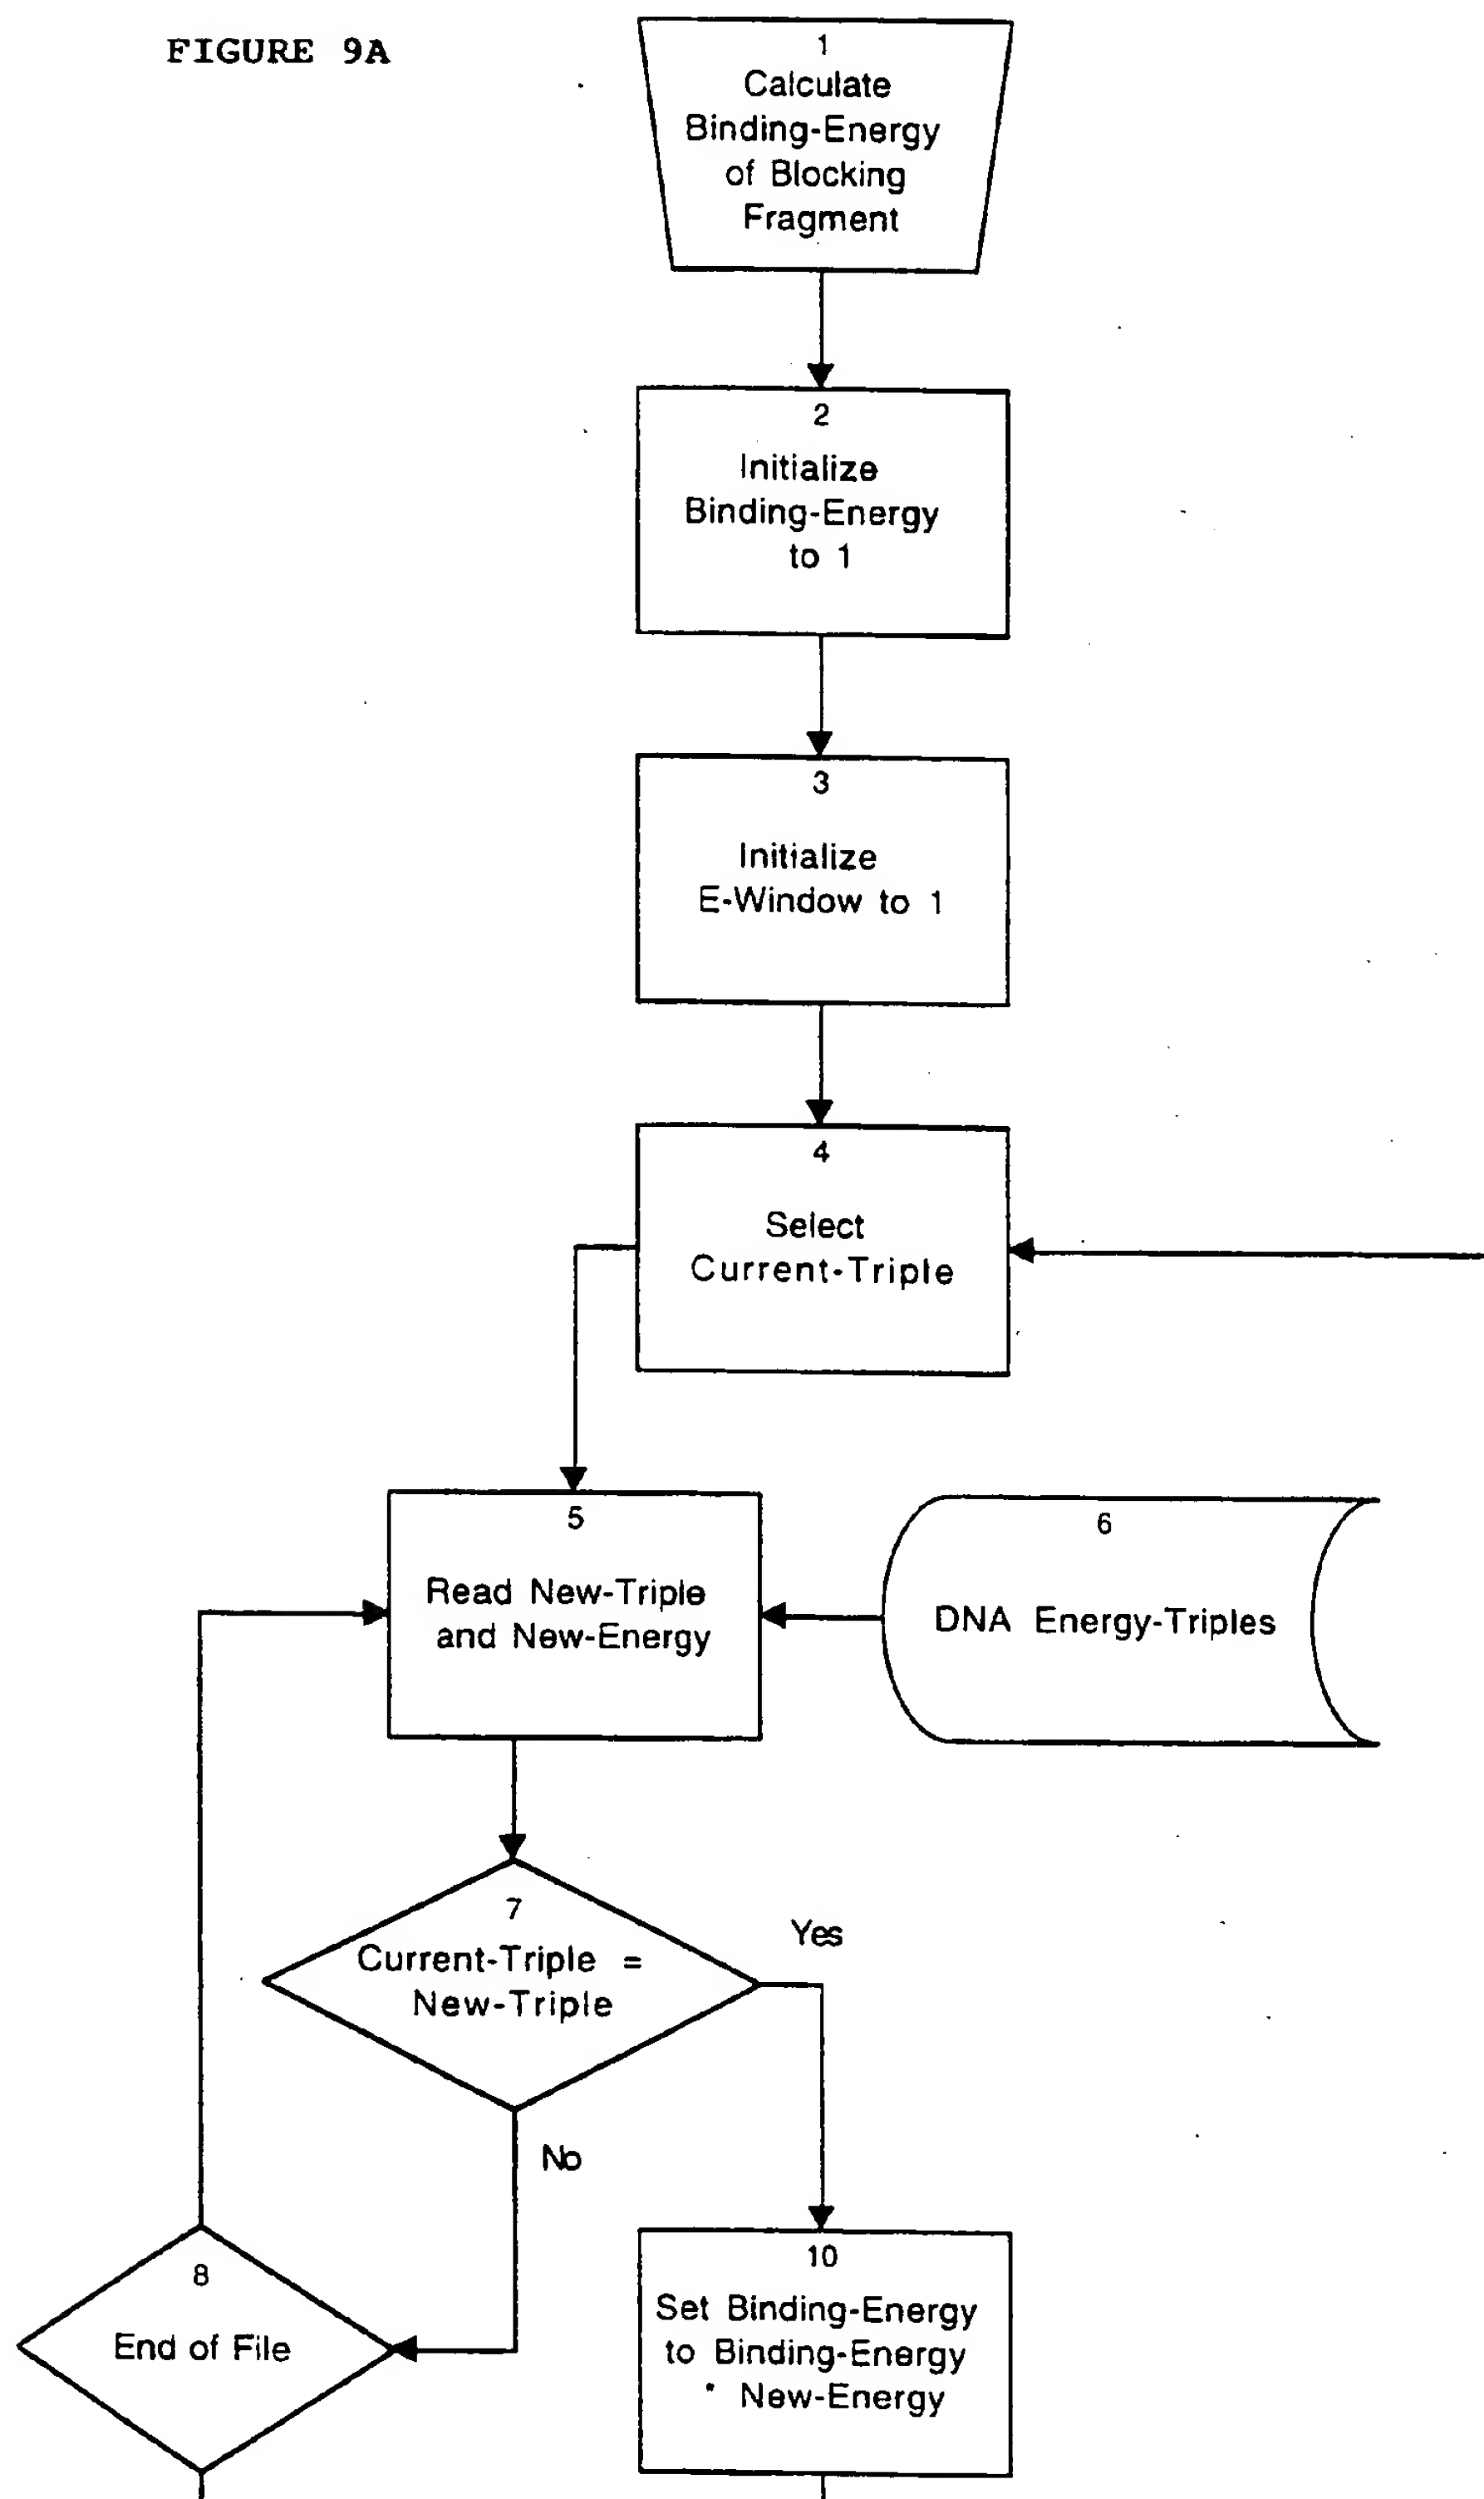 FIGURE 9A
1
Calculate
Binding-Energy
of Blocking
Fragment
2
Initialize
Binding-Energy
to 1
3
Initialize
E-Window to 1
4
Select
Current-Triple
5
Read New-Triple
and New-Energy
6
DNA Energy-Triples
7
Current-Triple =
New-Triple
Yes
No
8
End of File
10
Set Binding-Energy
to Binding-Energy
* New-Energy